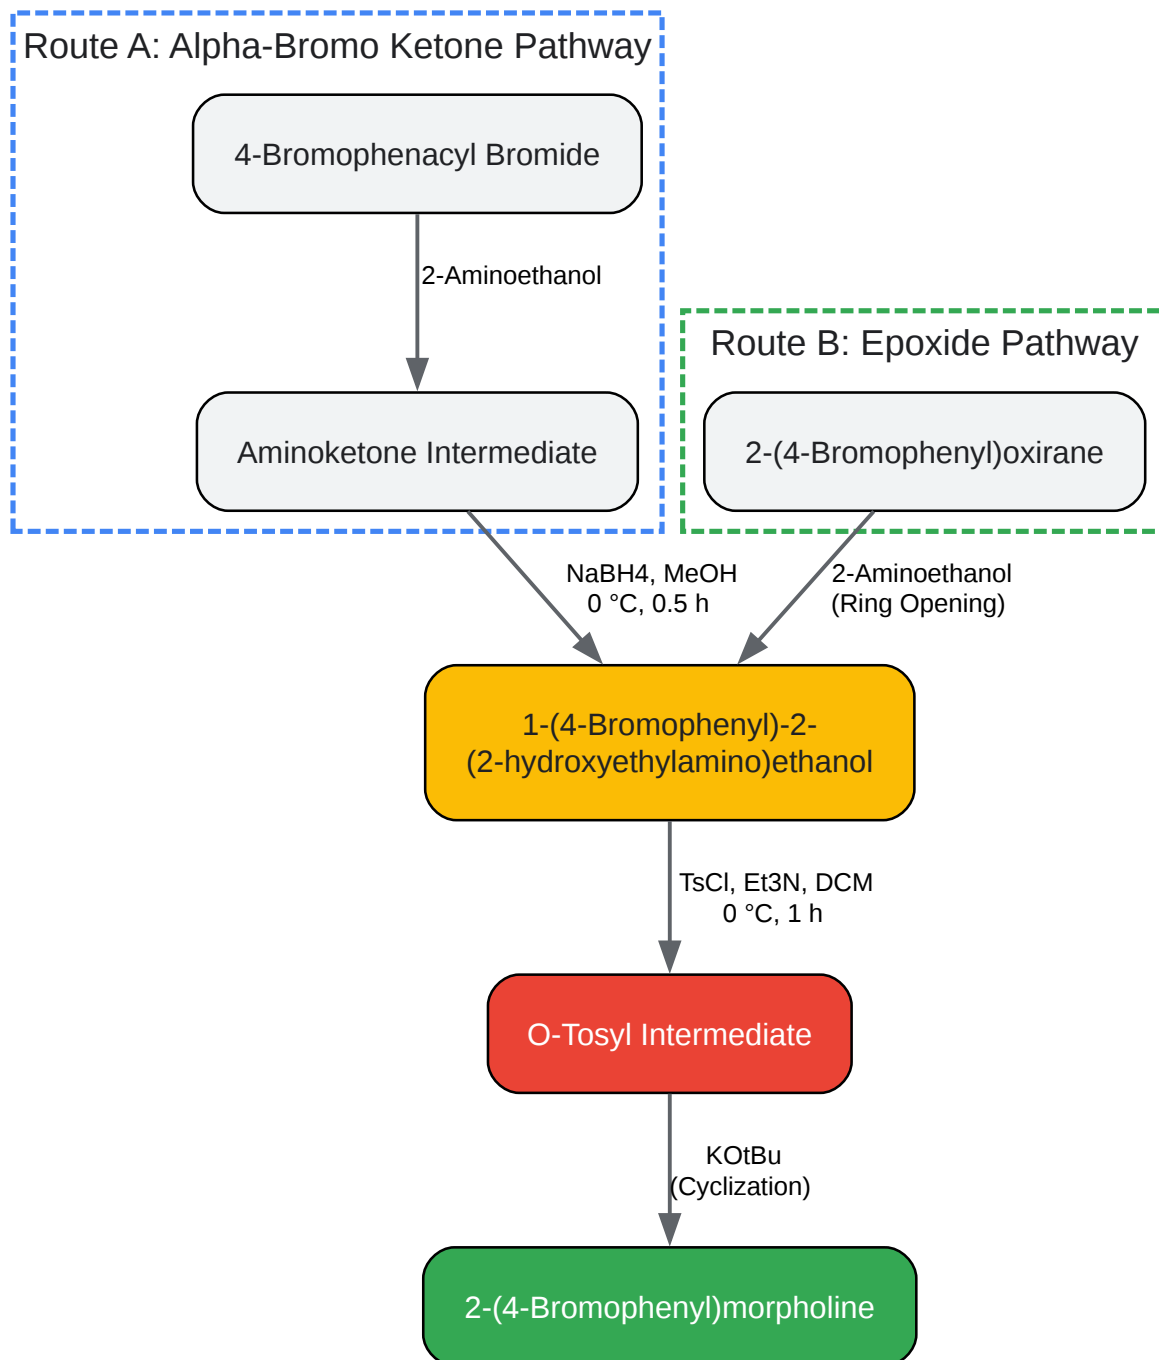 Route A: Alpha-Bromo Ketone Pathway
4-Bromophenacyl Bromide
2-Aminoethanol
Route B: Epoxide Pathway
Aminoketone Intermediate
2-(4-Bromophenyl)oxirane
NaBH4, MeOH
0 °C, 0.5 h
2-Aminoethanol
(Ring Opening)
1-(4-Bromophenyl)-2-
(2-hydroxyethylamino)ethanol
TsCl, Et3N, DCM
0 °C, 1 h
O-Tosyl Intermediate
KOtBu
(Cyclization)
2-(4-Bromophenyl)morpholine